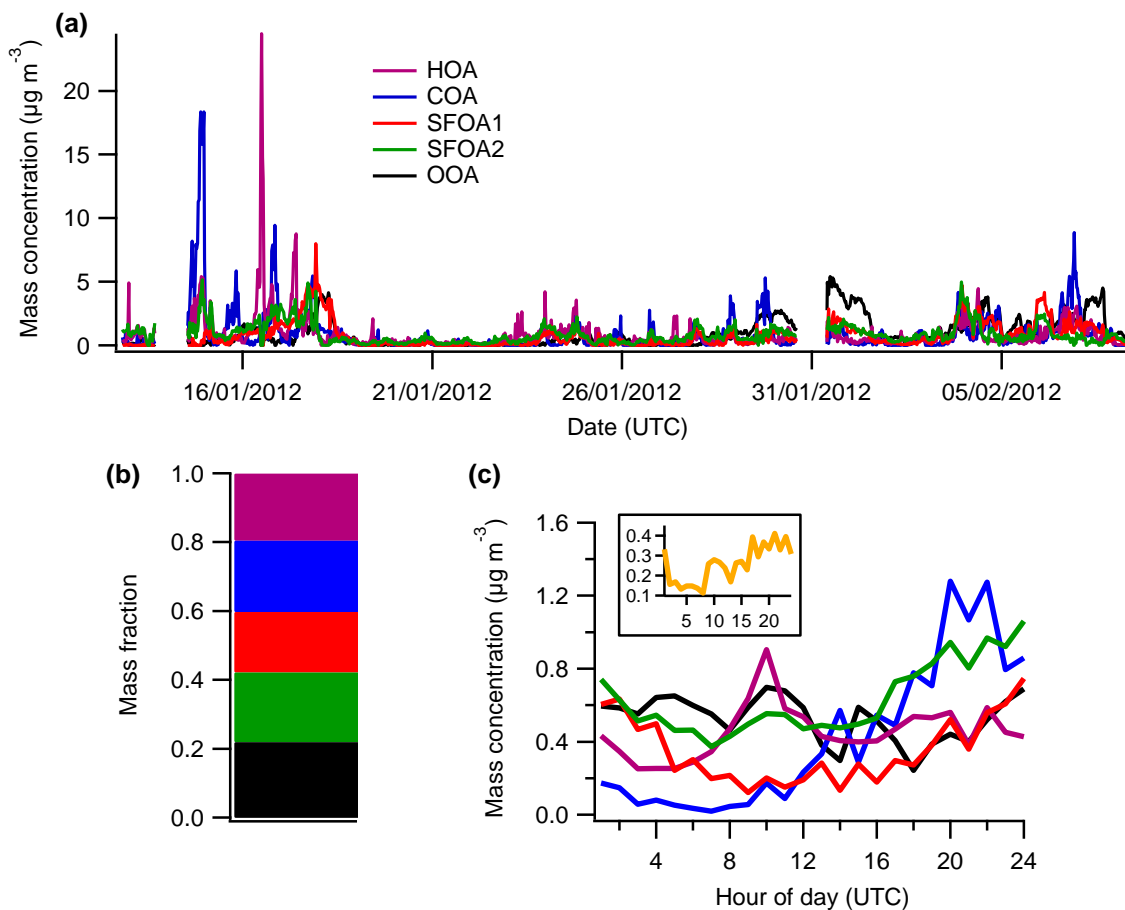 (a)
Mass concentration (µg m⁻³)
20
15
10
5
0
HOA
COA
SFOA1
SFOA2
OOA
16/01/2012
21/01/2012
26/01/2012
31/01/2012
05/02/2012
Date (UTC)
(b)
Mass fraction
1.0
0.8
0.6
0.4
0.2
0.0
(c)
Mass concentration (µg m⁻³)
1.6
1.2
0.8
0.4
0.0
0.4
0.3
0.2
0.1
5
10
15
20
4
8
12
16
20
24
Hour of day (UTC)